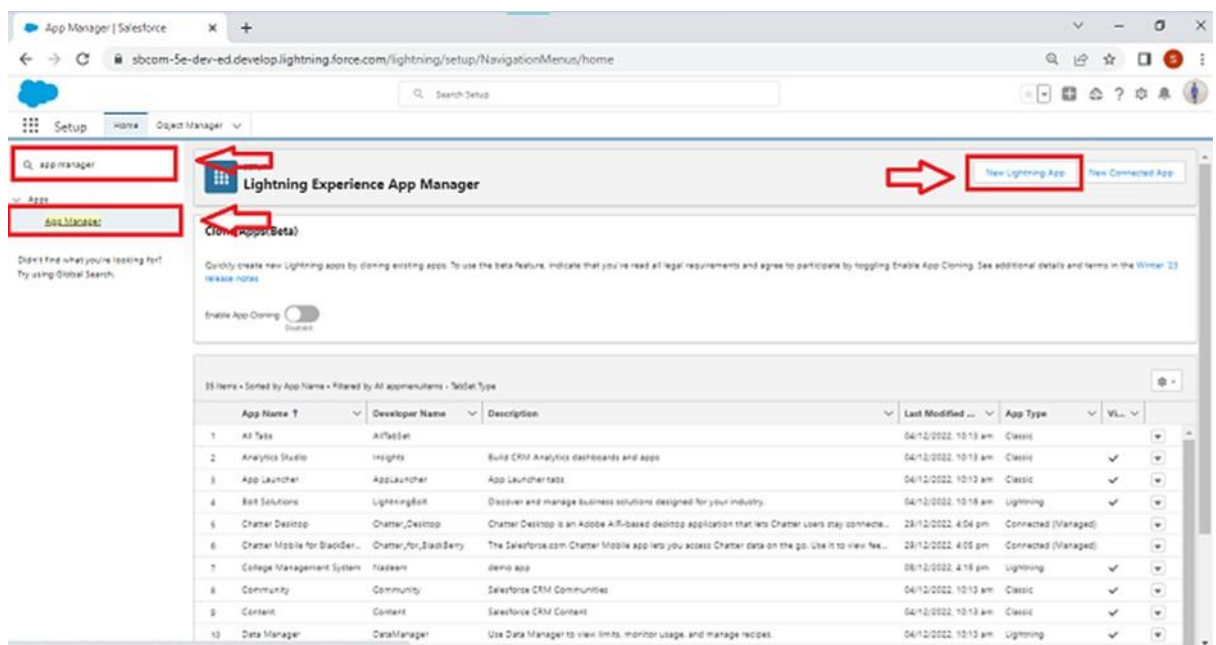 App Manager | Salesforce
sbcom-5e-dev-ed.develop.lightning.force.com/lightning/setup/NavigationMenus/home
S
Search Setup
Setup Home Object Manager
app manager
Apps
App Manager
Didn't find what you're looking for?
Try using Global Search.
Lightning Experience App Manager
New Lightning App New Connected App
Apps(Beta)
Quickly create new Lightning apps by cloning existing apps. To use the beta feature, indicate that you've read all legal requirements and agree to participate by toggling Enable App Cloning. See additional details and terms in the Winter '23
release notes
Enable App Cloning
Disabled
35 items • Sorted by App Name • Filtered by All appmenuitems - TabSet Type
App Name ↑ Developer Name Description Last Modified ... App Type Vi...
1 All Tabs AllTabSet 04/12/2022, 10:13 am Classic
2 Analytics Studio Insights Build CRM Analytics dashboards and apps 04/12/2022, 10:13 am Classic
3 App Launcher AppLauncher App Launcher tabs 04/12/2022, 10:13 am Classic
4 Bolt Solutions LightningBolt Discover and manage business solutions designed for your industry. 04/12/2022, 10:18 am Lightning
5 Chatter Desktop Chatter_Desktop Chatter Desktop is an Adobe AIR-based desktop application that lets Chatter users stay connecte... 29/12/2022, 4:04 pm Connected (Managed)
6 Chatter Mobile for BlackBer... Chatter_for_BlackBerry The Salesforce.com Chatter Mobile app lets you access Chatter data on the go. Use it to view fee... 29/12/2022, 4:05 pm Connected (Managed)
7 College Management System Nadeem demo app 08/12/2022, 4:16 pm Lightning
8 Community Community Salesforce CRM Communities 04/12/2022, 10:13 am Classic
9 Content Content Salesforce CRM Content 04/12/2022, 10:13 am Classic
10 Data Manager DataManager Use Data Manager to view limits, monitor usage, and manage recipes. 04/12/2022, 10:13 am Lightning